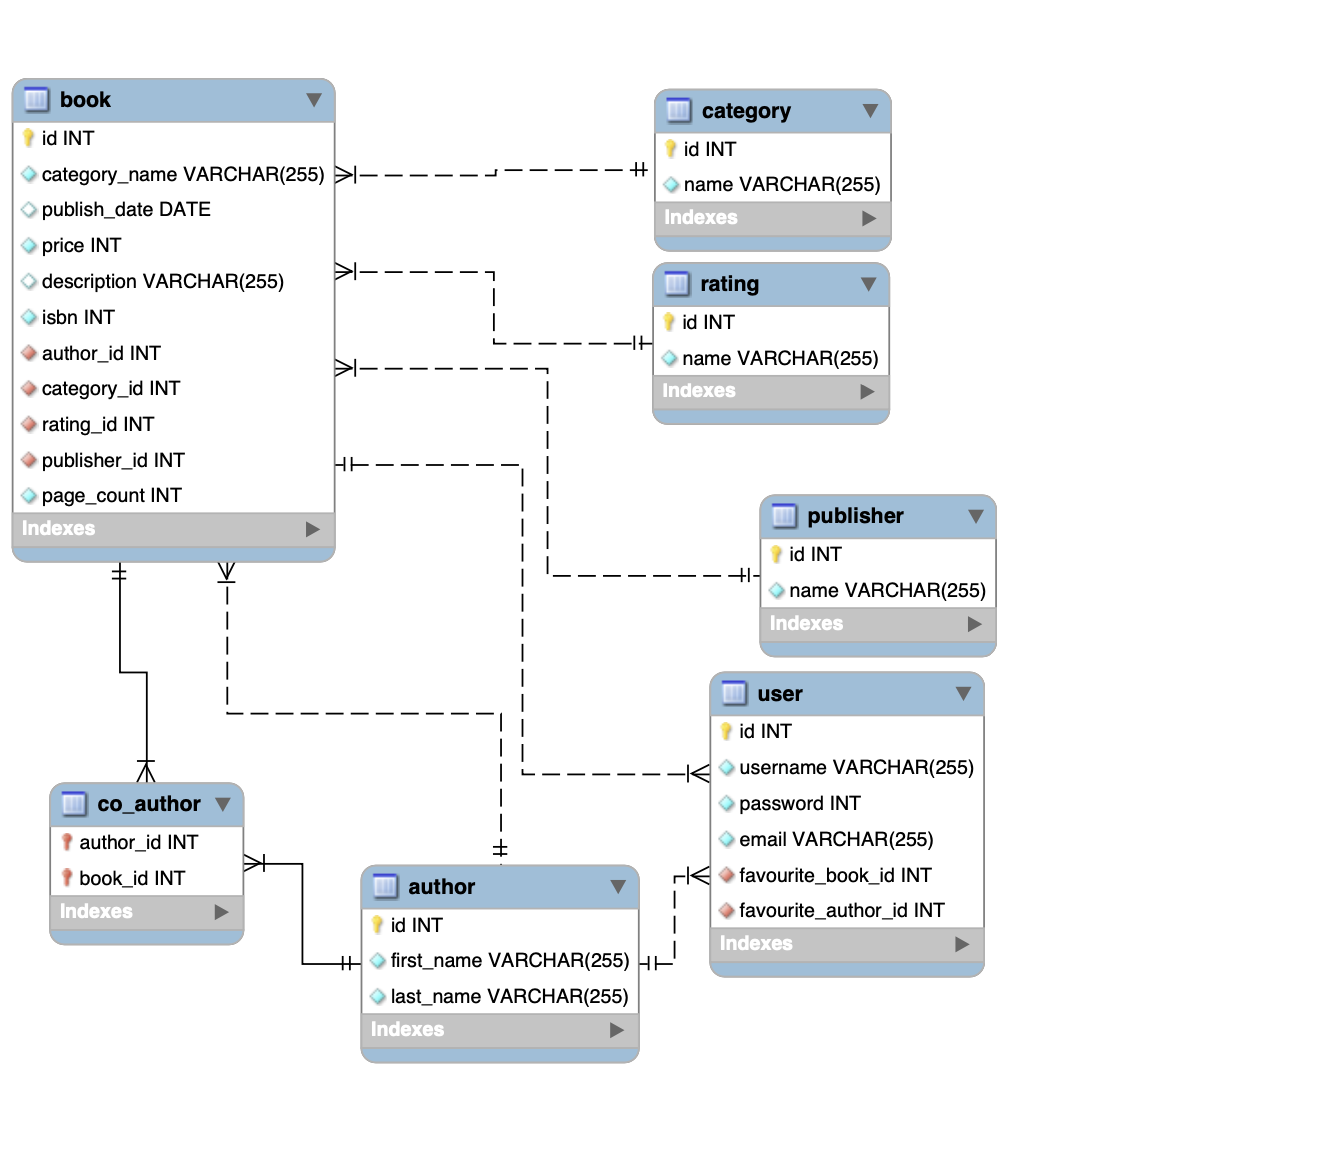 book
id INT
category_name VARCHAR(255)
publish_date DATE
price INT
description VARCHAR(255)
isbn INT
author_id INT
category_id INT
rating_id INT
publisher_id INT
page_count INT
Indexes
category
id INT
name VARCHAR(255)
Indexes
rating
id INT
name VARCHAR(255)
Indexes
publisher
id INT
name VARCHAR(255)
Indexes
user
id INT
username VARCHAR(255)
password INT
email VARCHAR(255)
favourite_book_id INT
favourite_author_id INT
Indexes
co_author
author_id INT
book_id INT
Indexes
author
id INT
first_name VARCHAR(255)
last_name VARCHAR(255)
Indexes